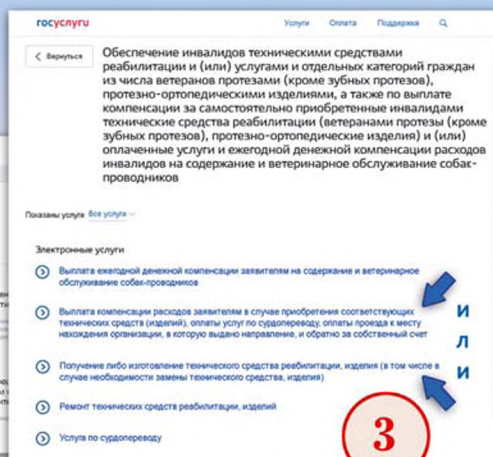 госуслуги Услуги Оплата Поддержка
Вернуться
Обеспечение инвалидов техническими средствами
реабилитации и (или) услугами и отдельных категорий граждан
из числа ветеранов протезами (кроме зубных протезов),
протезно-ортопедическими изделиями, а также по выплате
компенсации за самостоятельно приобретенные инвалидами
технические средства реабилитации (ветеранами протезы (кроме
зубных протезов), протезно-ортопедические изделия) и (или)
оплаченные услуги и ежегодной денежной компенсации расходов
инвалидов на содержание и ветеринарное обслуживание собак-
проводников
Показаны услуги Все услуги
Электронные услуги
Выплата ежегодной денежной компенсации заявителям на содержание и ветеринарное
обслуживание собак-проводников
Выплата компенсации расходов заявителям в случае приобретения соответствующих
технических средств (изделий), оплаты услуг по сурдопереводу, оплаты проезда к месту
нахождения организации, в которую выдано направление, и обратно за собственный счет
И
Л
И
Получение либо изготовление технического средства реабилитации, изделия (в том числе в
случае необходимости замены технического средства, изделия)
Ремонт технических средств реабилитации, изделий
Услуга по сурдопереводу
3